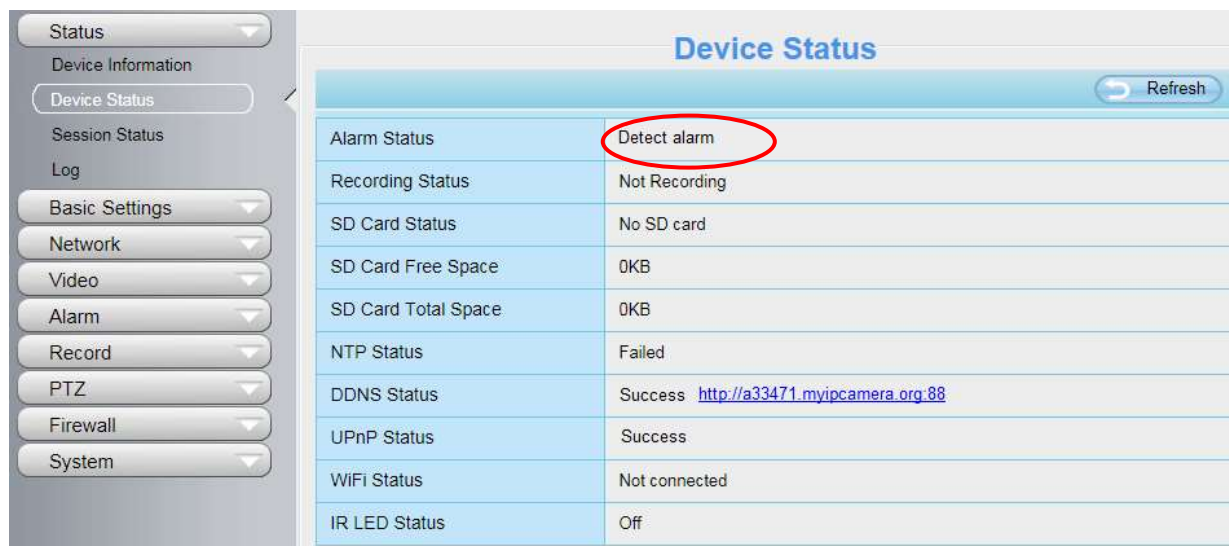 Status
Device Information
Device Status
Session Status
Log
Basic Settings
Network
Video
Alarm
Record
PTZ
Firewall
System
Device Status
Refresh
Alarm Status Detect alarm
Recording Status Not Recording
SD Card Status No SD card
SD Card Free Space 0KB
SD Card Total Space 0KB
NTP Status Failed
DDNS Status Success http://a33471.myipcamera.org:88
UPnP Status Success
WiFi Status Not connected
IR LED Status Off